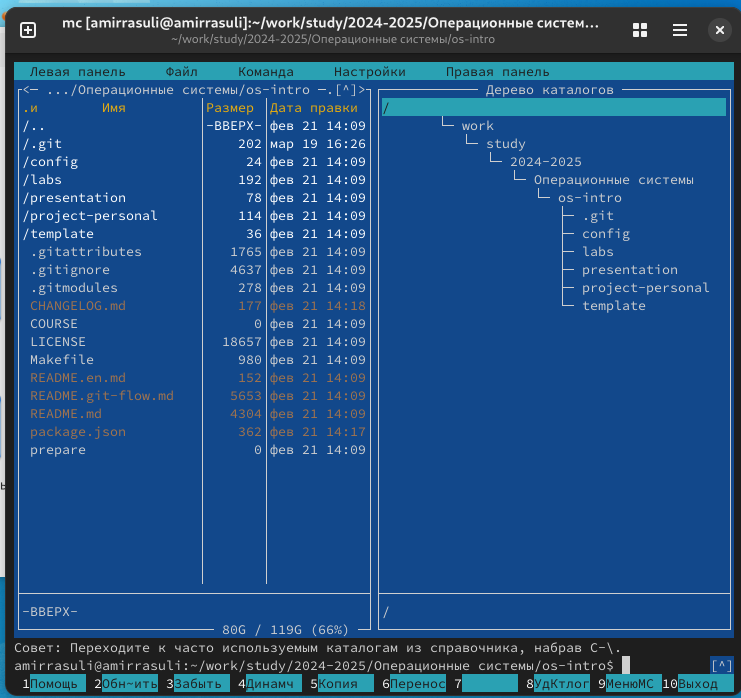 mc [amirrasuli@amirrasuli]:~/work/study/2024-2025/Операционные систем…
~/work/study/2024-2025/Операционные системы/os-intro
Левая панель Файл Команда Настройки Правая панель
<─ .../Операционные системы/os-intro ─.[^]>
.и Имя Размер Дата правки
/.. -ВВЕРХ- фев 21 14:09
/.git 202 мар 19 16:26
/config 24 фев 21 14:09
/labs 192 фев 21 14:09
/presentation 78 фев 21 14:09
/project-personal 114 фев 21 14:09
/template 36 фев 21 14:09
.gitattributes 1765 фев 21 14:09
.gitignore 4637 фев 21 14:09
.gitmodules 278 фев 21 14:09
CHANGELOG.md 177 фев 21 14:18
COURSE 0 фев 21 14:09
LICENSE 18657 фев 21 14:09
Makefile 980 фев 21 14:09
README.en.md 152 фев 21 14:09
README.git-flow.md 5653 фев 21 14:09
README.md 4304 фев 21 14:09
package.json 362 фев 21 14:17
prepare 0 фев 21 14:09
-ВВЕРХ-
80G / 119G (66%)
Дерево каталогов
/
work
study
2024-2025
Операционные системы
os-intro
.git
config
labs
presentation
project-personal
template
/
Совет: Переходите к часто используемым каталогам из справочника, набрав C-\.
amirrasuli@amirrasuli:~/work/study/2024-2025/Операционные системы/os-intro$ [^]
1Помощь 2Обн~ить 3Забыть 4Динамч 5Копия 6Перенос 7 8УдКтлог 9МенюМС 10Выход